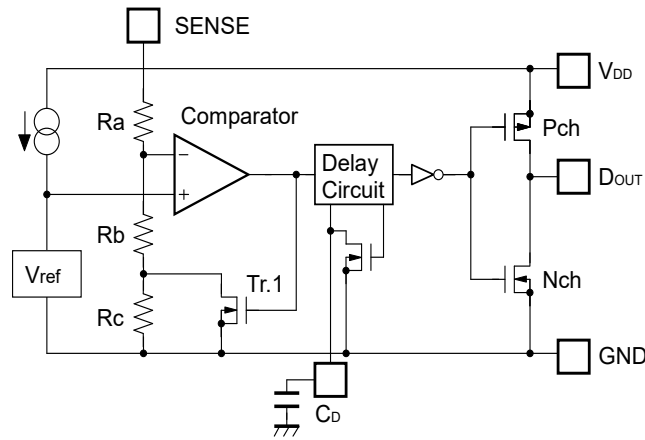 SENSE
VDD
Ra
Comparator
Pch
−
+
Delay
Circuit
DOUT
Rb
Vref
Tr.1
Nch
Rc
GND
CD